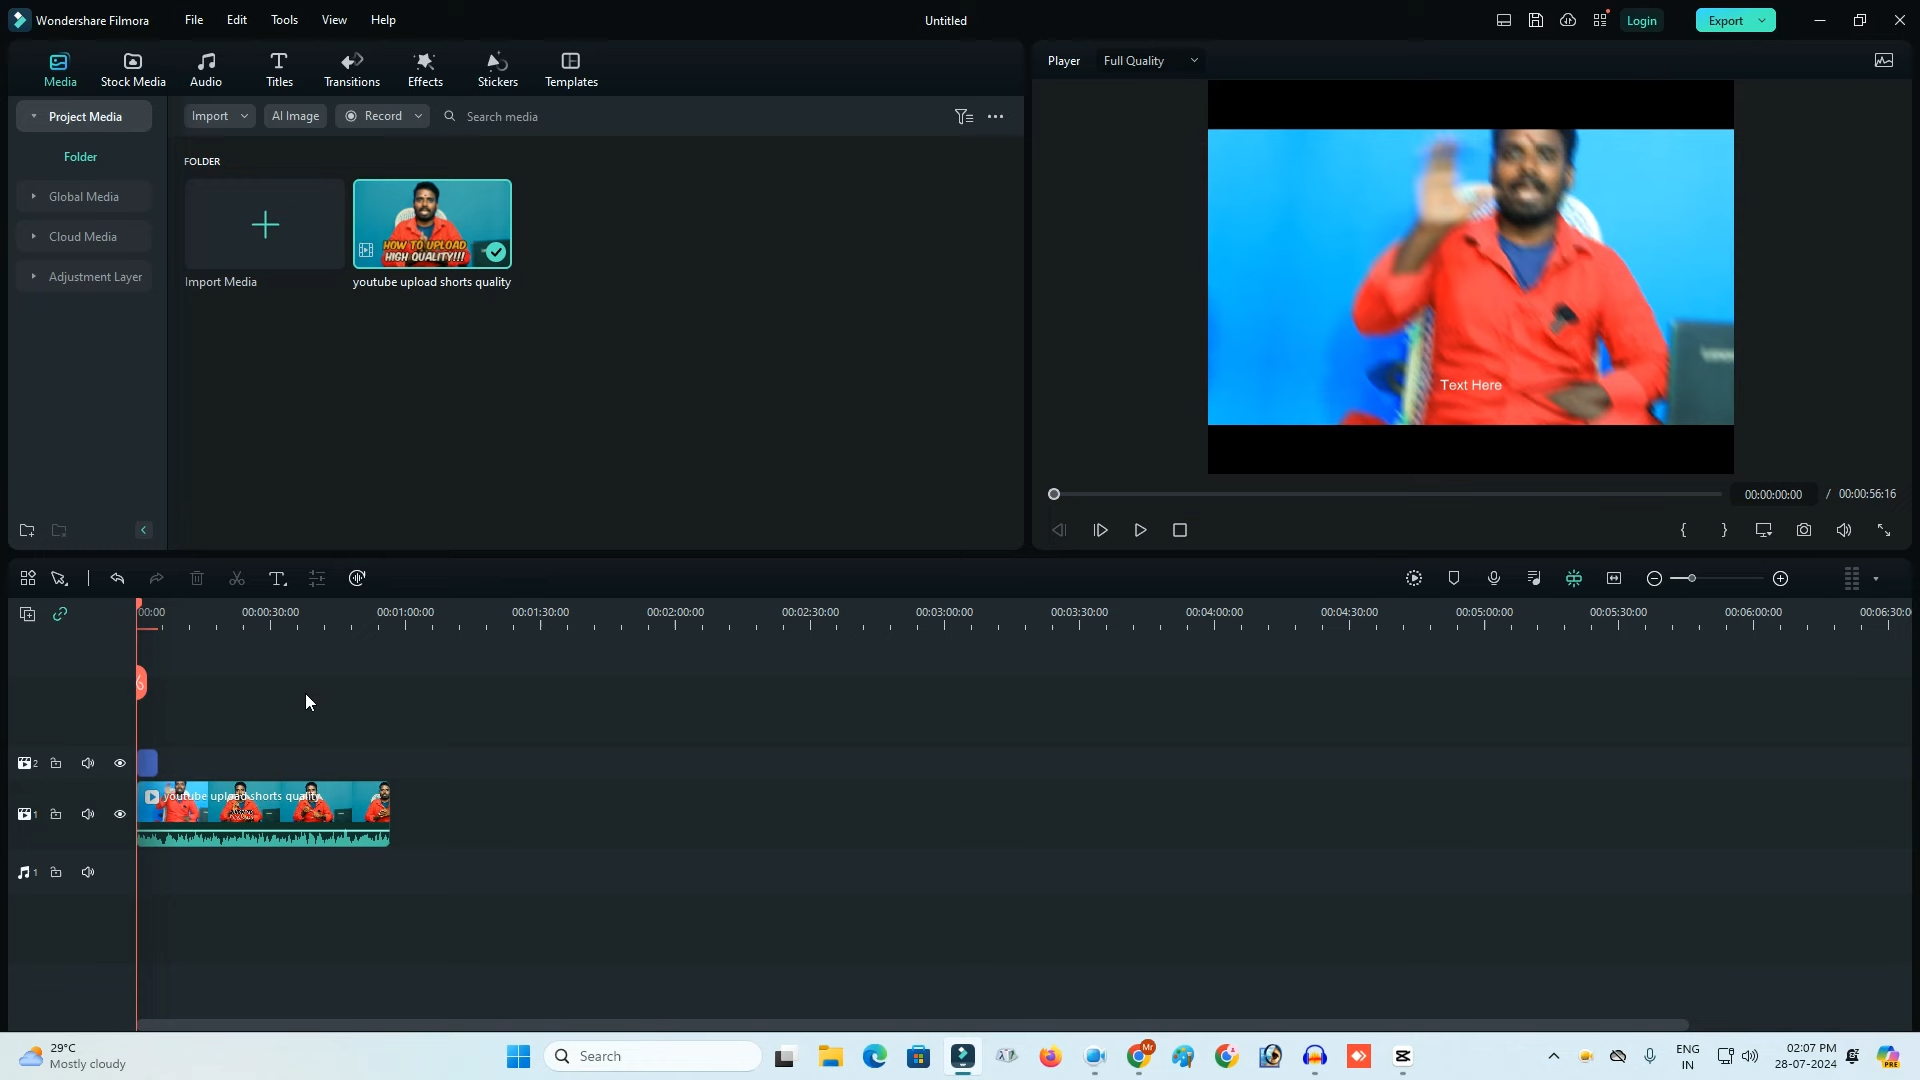 Wondershare Filmora
File
Edit
Tools
View
Help
Untitled
Login
Export
Media
Stock Media
Audio
Titles
Transitions
Effects
Stickers
Templates
Player
Full Quality
Project Media
Import
AI Image
Record
Search media
Folder
FOLDER
Global Media
Cloud Media
Adjustment Layer
HOW TO UPLOAD
HIGH QUALITY!!!
Import Media
youtube upload shorts quality
Text Here
00:00:00:00
/ 00:00:56:16
00:00
00:00:30:00
00:01:00:00
00:01:30:00
00:02:00:00
00:02:30:00
00:03:00:00
00:03:30:00
00:04:00:00
00:04:30:00
00:05:00:00
00:05:30:00
00:06:00:00
00:06:30:0
2
youtube upload shorts quality
1
1
29°C
Mostly cloudy
Search
Mr
ENG
IN
02:07 PM
28-07-2024
PRE